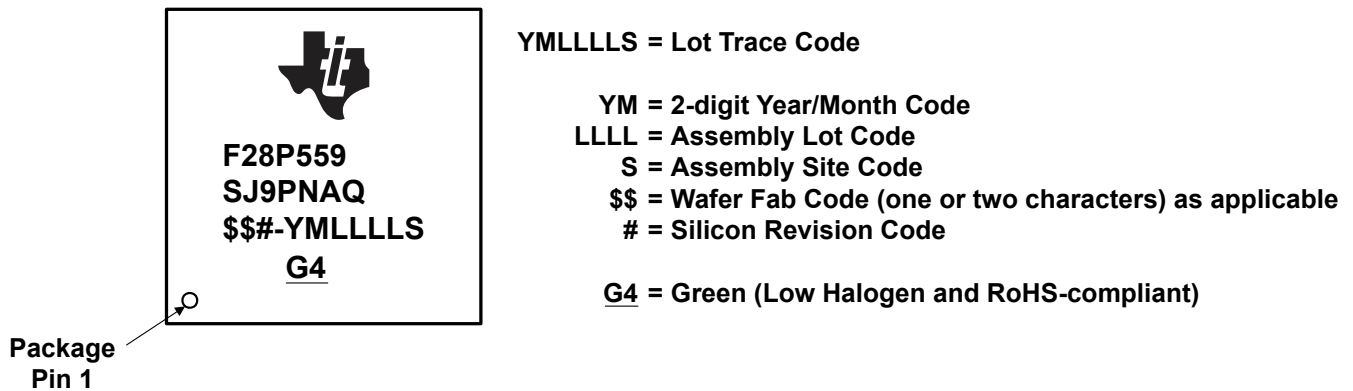 F28P559
SJ9PNAQ
$$#-YMLLLLS
G4
Package
Pin 1
YMLLLLS = Lot Trace Code
YM = 2-digit Year/Month Code
LLLL = Assembly Lot Code
S = Assembly Site Code
$$ = Wafer Fab Code (one or two characters) as applicable
# = Silicon Revision Code
G4 = Green (Low Halogen and RoHS-compliant)